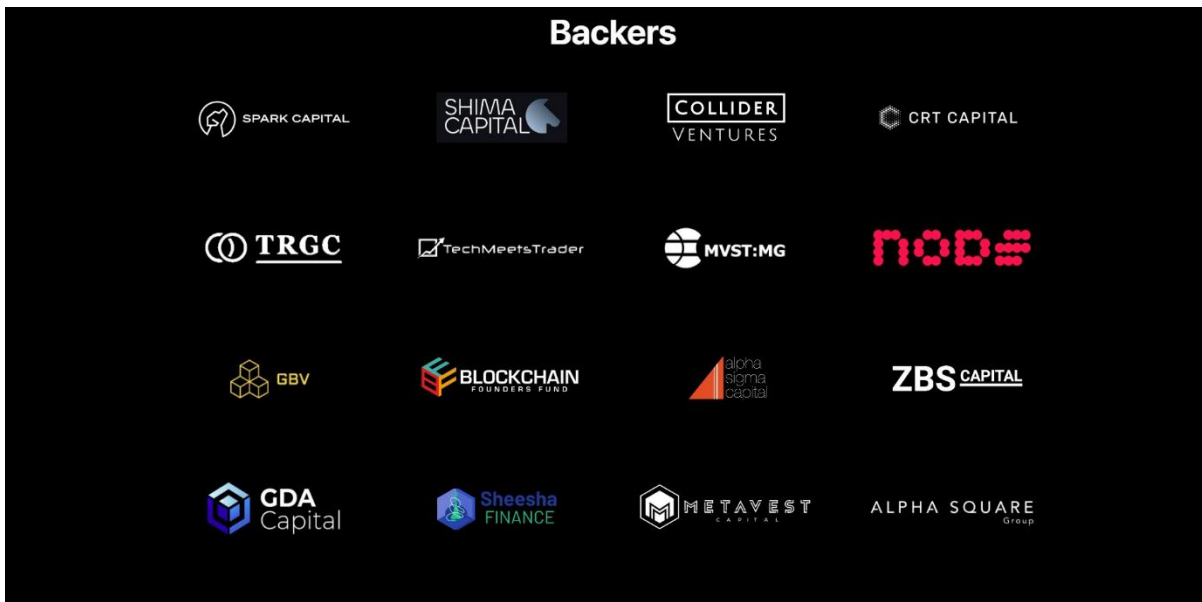 Backers
SPARK CAPITAL
SHIMA
CAPITAL
COLLIDER
VENTURES
CRT CAPITAL
TRGC
TechMeetsTrader
MVST:MG
NODE
GBV
BLOCKCHAIN
FOUNDERS FUND
alpha
sigma
capital
ZBS CAPITAL
GDA
Capital
Sheesha
FINANCE
METAVEST
CAPITAL
ALPHA SQUARE
Group